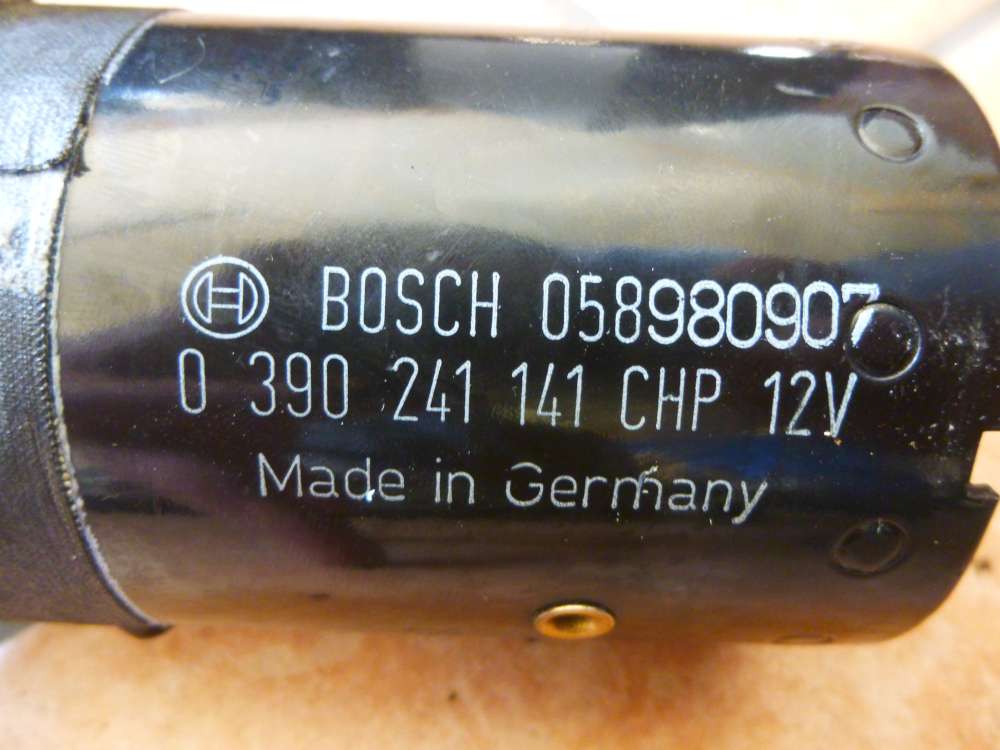 BOSCH 058980907
0 390 241 141 CHP 12V
Made in Germany